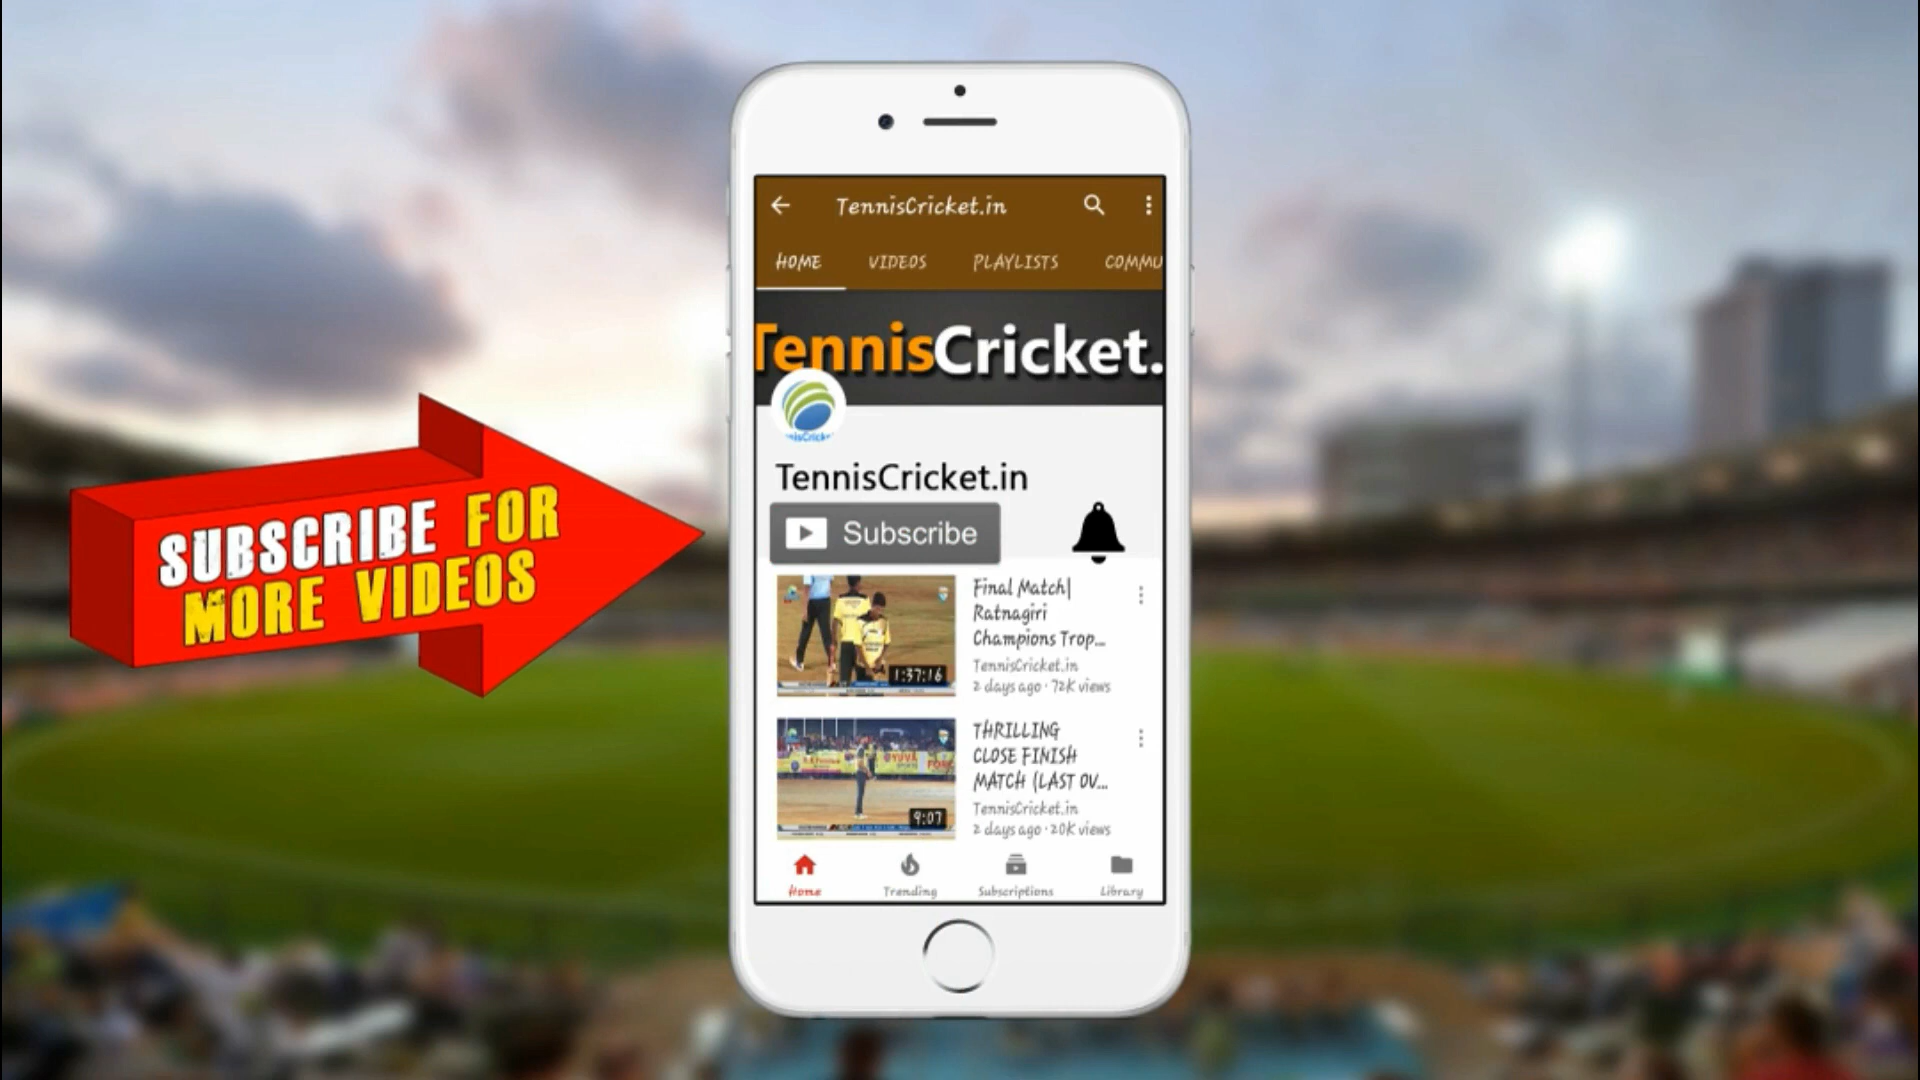 SUBSCRIBE FOR
MORE VIDEOS
TennisCricket.in
HOME VIDEOS PLAYLISTS COMMU
TennisCricket.
TennisCricket.in
Subscribe
Final Match|
Ratnagiri
Champions Trop...
TennisCricket.in
2 days ago · 72K views
1:37:16
THRILLING
CLOSE FINISH
MATCH (LAST OV...
TennisCricket.in
2 days ago · 20K views
9:07
Home Trending Subscriptions Library